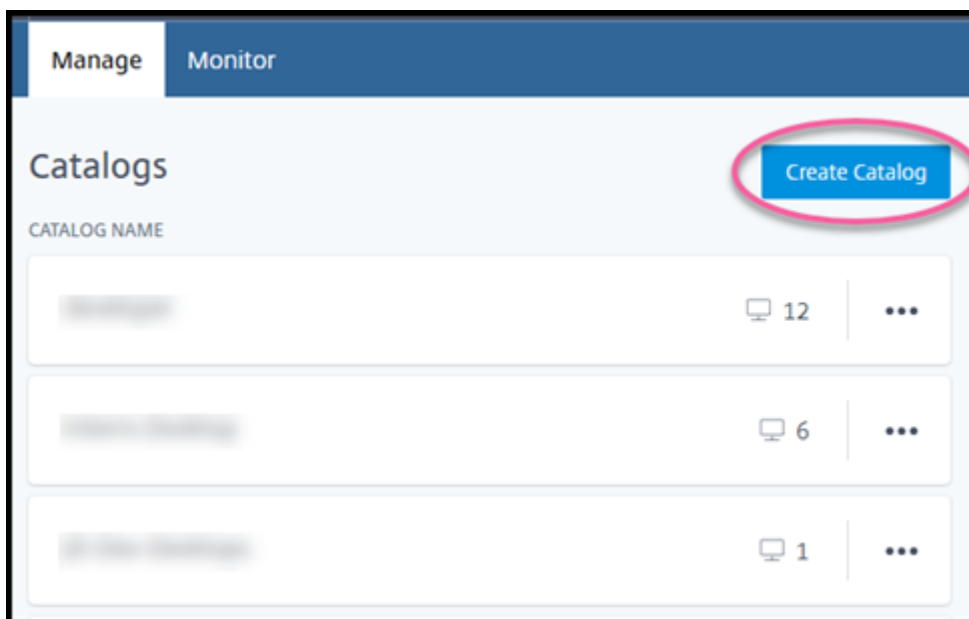 Manage Monitor
Catalogs
Create Catalog
CATALOG NAME
12
6
1